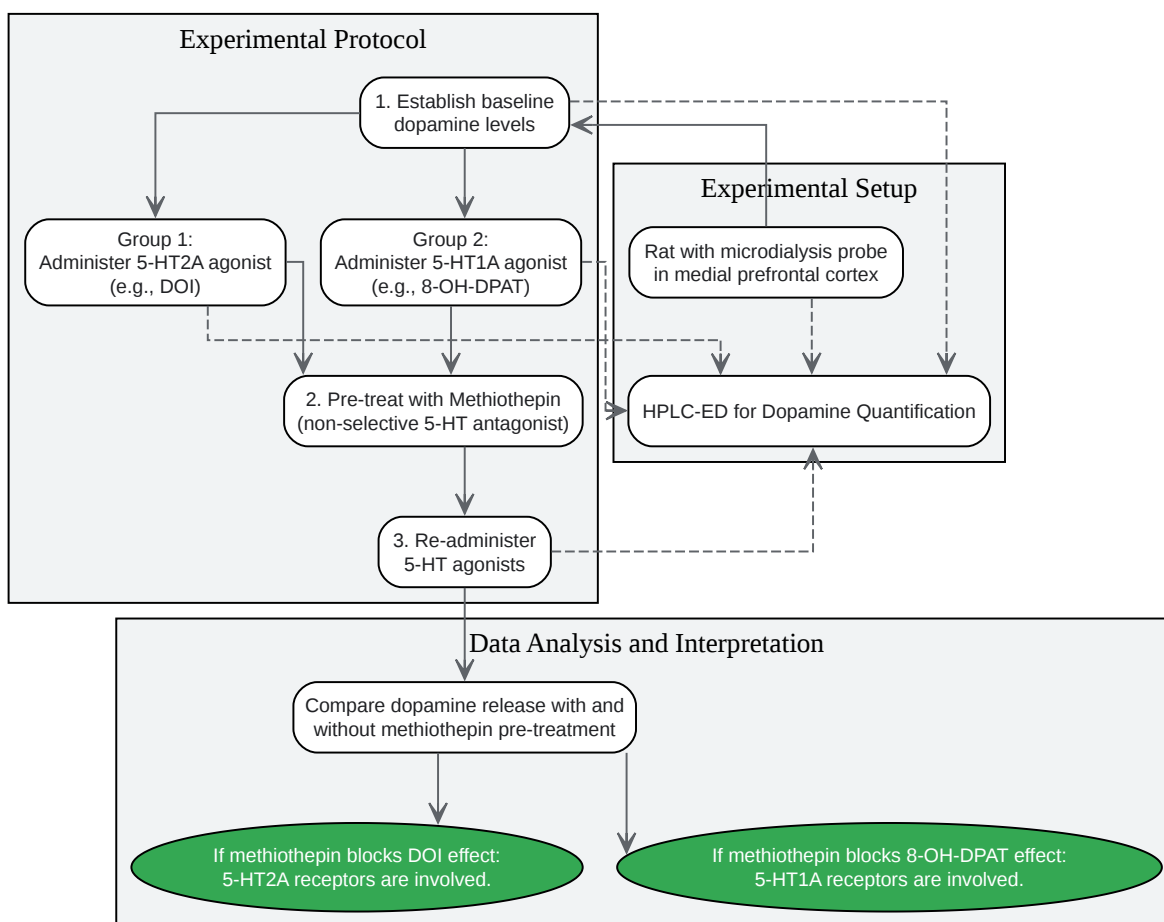 Experimental Protocol
1. Establish baseline
dopamine levels
Experimental Setup
Group 1:
Administer 5-HT2A agonist
(e.g., DOI)
Group 2:
Administer 5-HT1A agonist
(e.g., 8-OH-DPAT)
Rat with microdialysis probe
in medial prefrontal cortex
2. Pre-treat with Methiothepin
(non-selective 5-HT antagonist)
HPLC-ED for Dopamine Quantification
3. Re-administer
5-HT agonists
Data Analysis and Interpretation
Compare dopamine release with and
without methiothepin pre-treatment
If methiothepin blocks DOI effect:
5-HT2A receptors are involved.
If methiothepin blocks 8-OH-DPAT effect:
5-HT1A receptors are involved.